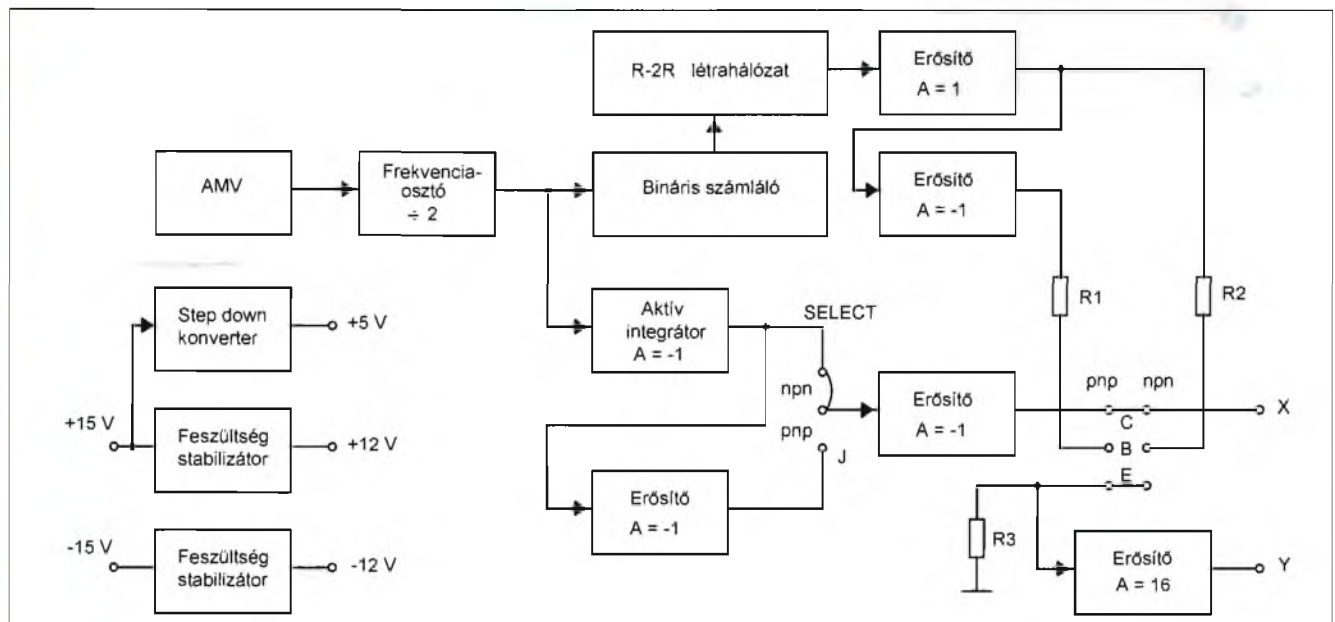 R-2R létrahálózat
Erősítő
A = 1
AMV
Frekvencia-
osztó
÷ 2
Bináris számláló
Erősítő
A = -1
R1
R2
Step down
konverter
+5 V
Aktív
integrátor
A = -1
SELECT
npn
pnp
J
Erősítő
A = -1
pnp
npn
C
B
E
X
+15 V
Feszültség
stabilizátor
+12 V
Erősítő
A = -1
R3
-15 V
Feszültség
stabilizátor
-12 V
Erősítő
A = 16
Y